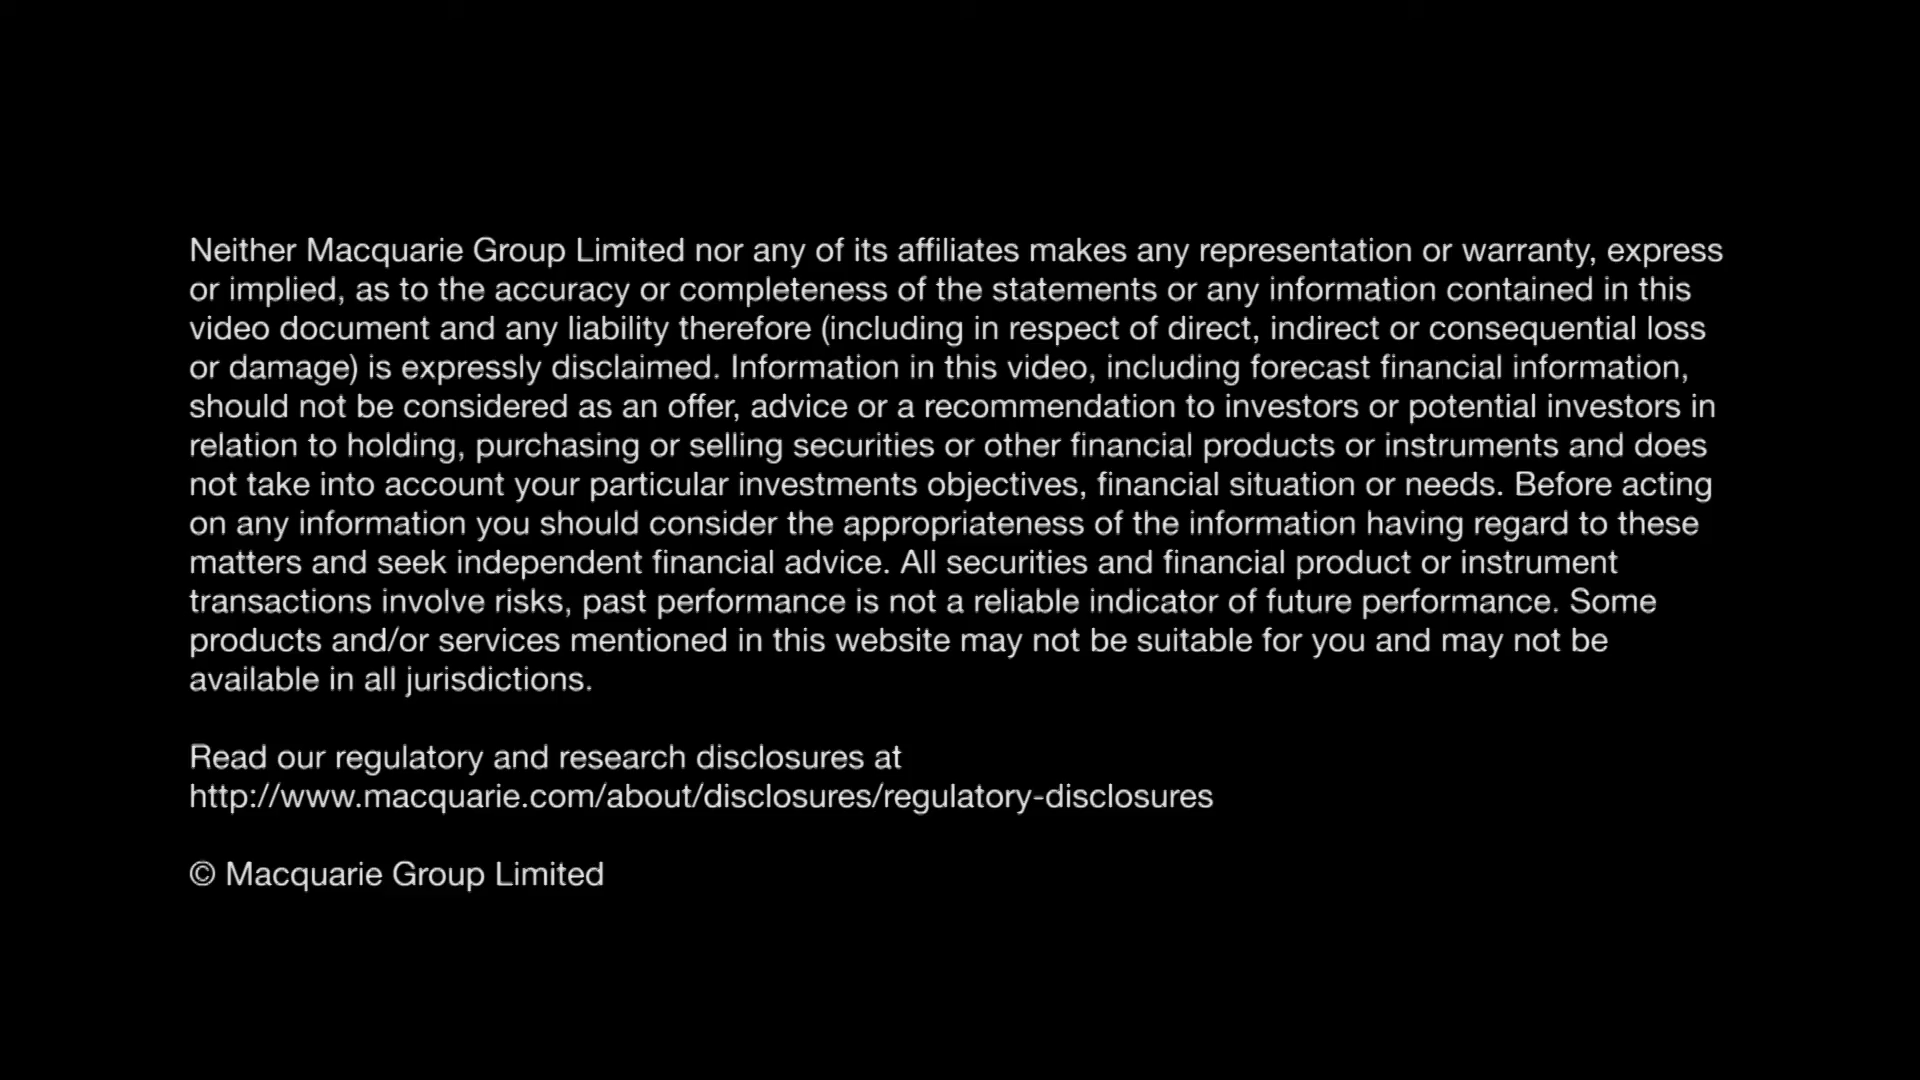 Neither Macquarie Group Limited nor any of its affiliates makes any representation or warranty, express
or implied, as to the accuracy or completeness of the statements or any information contained in this
video document and any liability therefore (including in respect of direct, indirect or consequential loss
or damage) is expressly disclaimed. Information in this video, including forecast financial information,
should not be considered as an offer, advice or a recommendation to investors or potential investors in
relation to holding, purchasing or selling securities or other financial products or instruments and does
not take into account your particular investments objectives, financial situation or needs. Before acting
on any information you should consider the appropriateness of the information having regard to these
matters and seek independent financial advice. All securities and financial product or instrument
transactions involve risks, past performance is not a reliable indicator of future performance. Some
products and/or services mentioned in this website may not be suitable for you and may not be
available in all jurisdictions.
Read our regulatory and research disclosures at
http://www.macquarie.com/about/disclosures/regulatory-disclosures
© Macquarie Group Limited